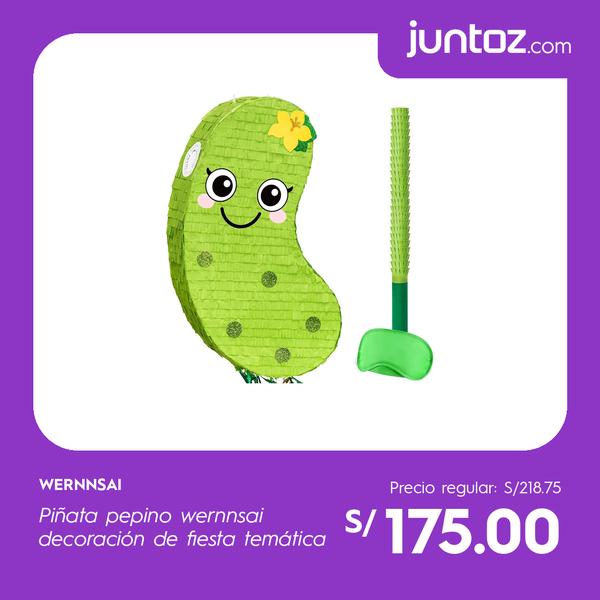 juntoz.com
WERNNSAI
Piñata pepino wernnsai
decoración de fiesta temática
Precio regular: S/218.75
S/ 175.00